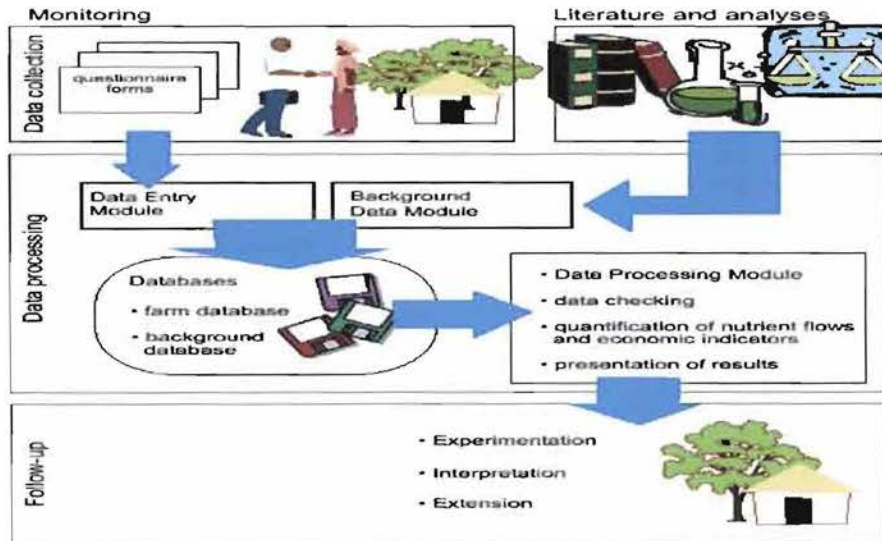 Monitoring
Literature and analyses
Data collection
questionnaire
forms
Data processing
Data Entry
Module
Background
Data Module
Databases
• farm database
• background
database
• Data Processing Module
• data checking
• quantification of nutrient flows
and economic indicators
• presentation of results
Follow-up
• Experimentation
• Interpretation
• Extension